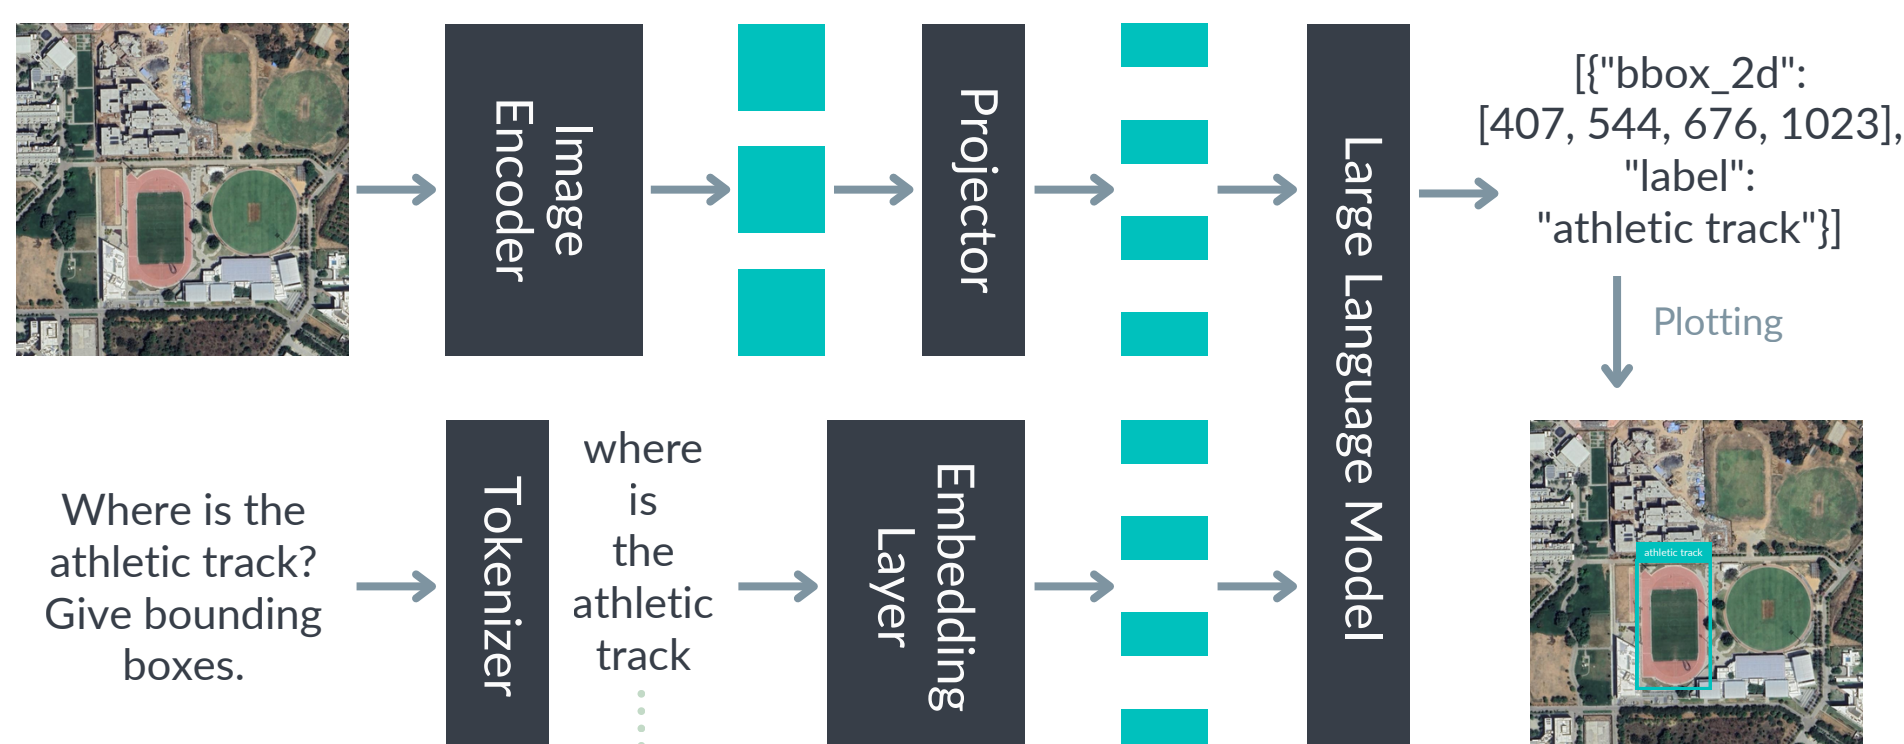 Image
Encoder
Projector
Large Language Model
[{"bbox_2d":
[407, 544, 676, 1023],
"label":
"athletic track"}]
Plotting
Where is the
athletic track?
Give bounding
boxes.
Tokenizer
where
is
the
athletic
track
Embedding
Layer
athletic track